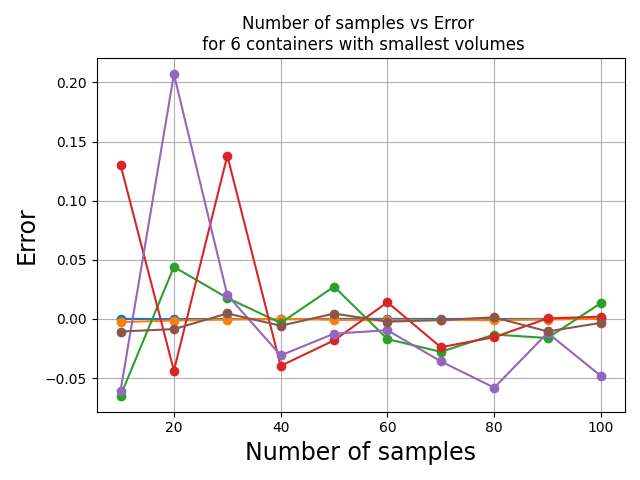 Number of samples vs Error
for 6 containers with smallest volumes
0.20
0.15
0.10
0.05
0.00
−0.05
Error
20 40 60 80 100
Number of samples